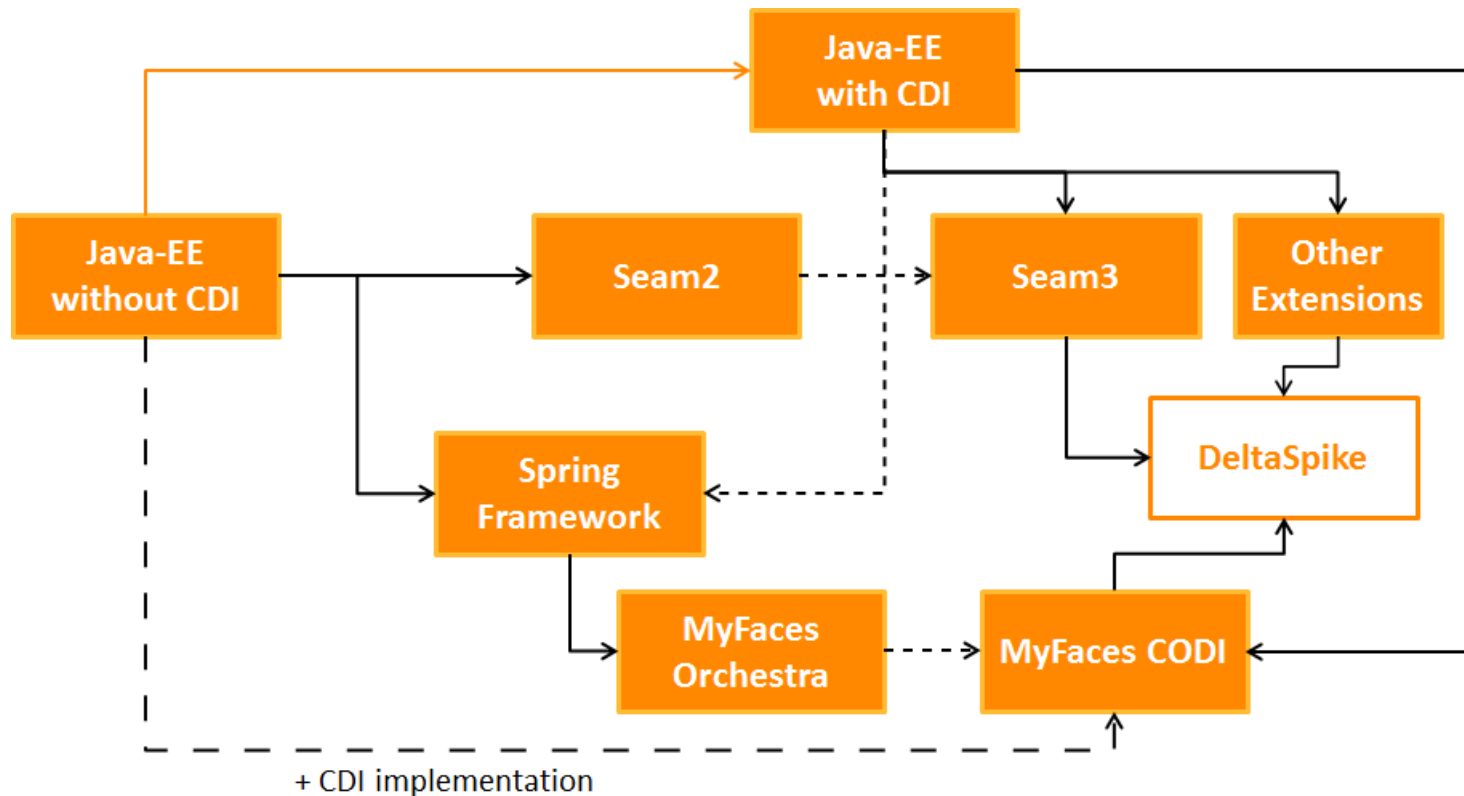 Java-EE
with CDI
Java-EE
without CDI
Seam2
Seam3
Other
Extensions
Spring
Framework
DeltaSpike
MyFaces
Orchestra
MyFaces CODI
+ CDI implementation